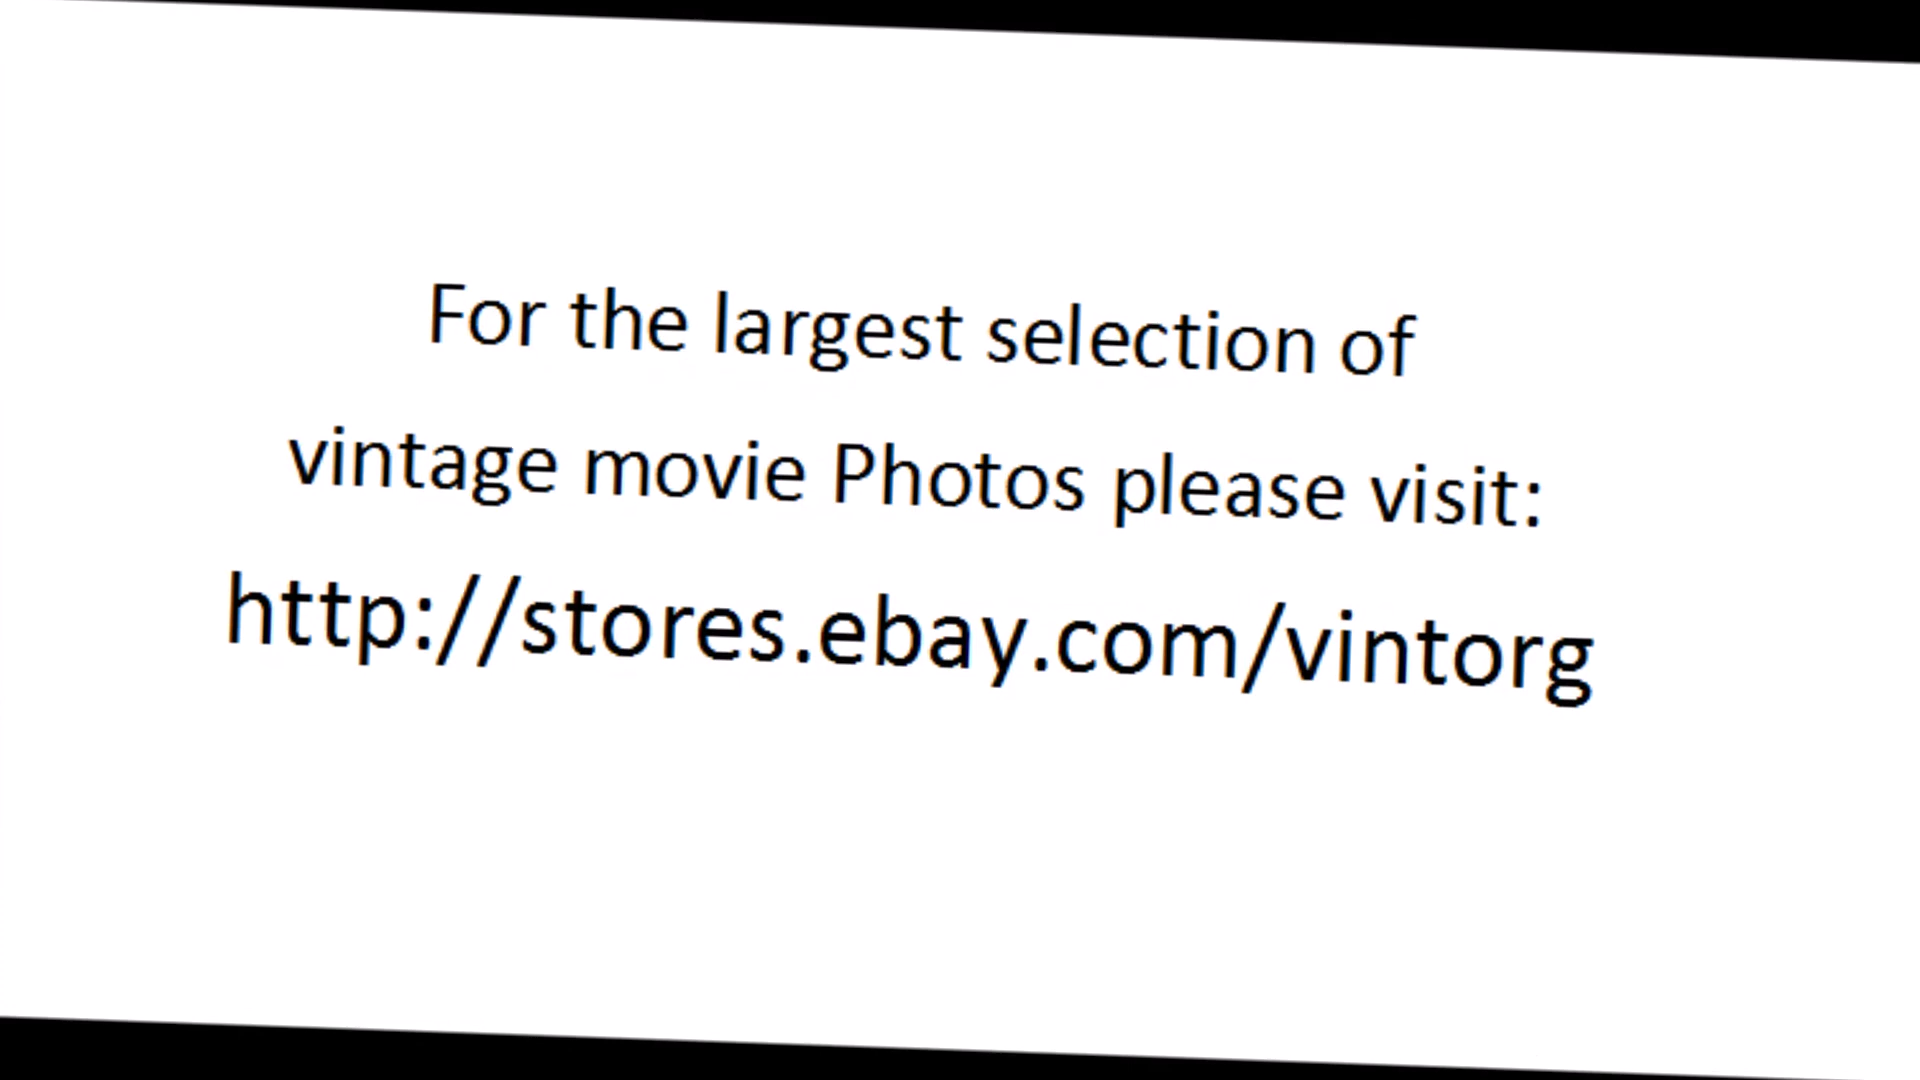 For the largest selection of
vintage movie Photos please visit:
http://stores.ebay.com/vintorg